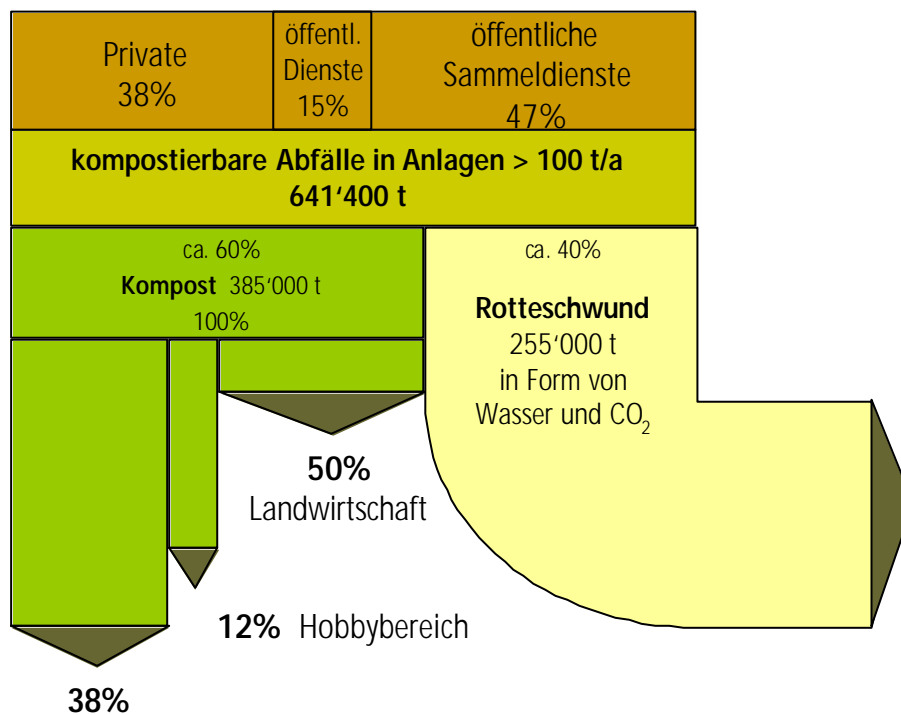 Private
38%
öffentl.
Dienste
15%
öffentliche
Sammeldienste
47%
kompostierbare Abfälle in Anlagen > 100 t/a
641‘400 t
ca. 60%
Kompost 385‘000 t
100%
ca. 40%
Rotteschwund
255‘000 t
in Form von
Wasser und CO₂
50%
Landwirtschaft
12% Hobbybereich
38%